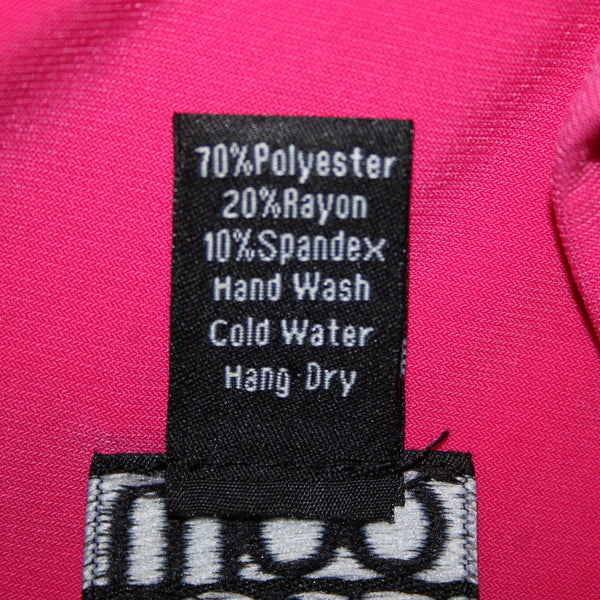 70%Polyester
20%Rayon
10%Spandex
Hand Wash
Cold Water
Hang Dry